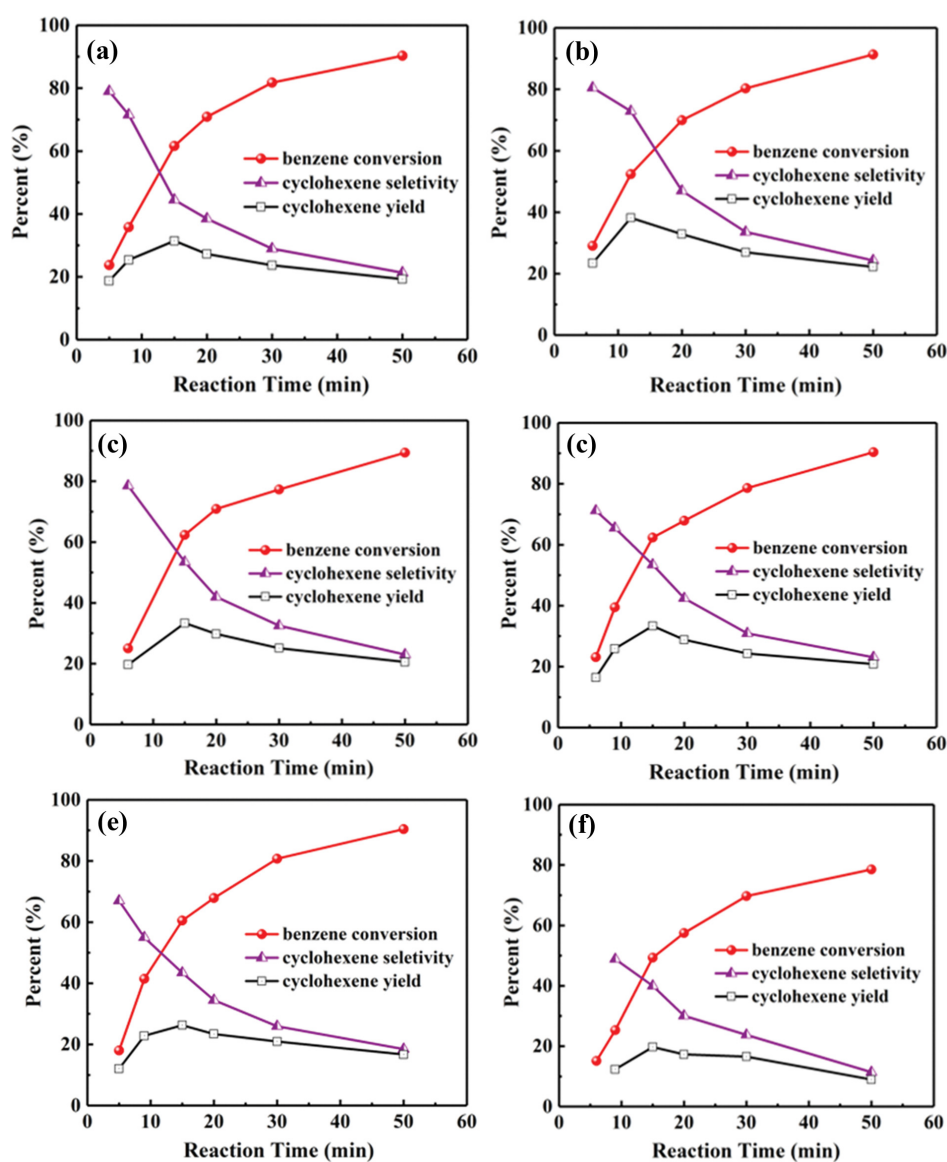 (a)
100
80
60
40
20
0
Percent (%)
benzene conversion
cyclohexene seletivity
cyclohexene yield
0 10 20 30 40 50 60
Reaction Time (min)
(b)
100
80
60
40
20
0
Percent (%)
benzene conversion
cyclohexene seletivity
cyclohexene yield
0 10 20 30 40 50 60
Reaction Time (min)
(c)
100
80
60
40
20
0
Percent (%)
benzene conversion
cyclohexene seletivity
cyclohexene yield
0 10 20 30 40 50 60
Reaction Time (min)
(c)
100
80
60
40
20
0
Percent (%)
benzene conversion
cyclohexene seletivity
cyclohexene yield
0 10 20 30 40 50 60
Reaction Time (min)
(e)
100
80
60
40
20
0
Percent (%)
benzene conversion
cyclohexene seletivity
cyclohexene yield
0 10 20 30 40 50 60
Reaction Time (min)
(f)
100
80
60
40
20
0
Percent (%)
benzene conversion
cyclohexene seletivity
cyclohexene yield
0 10 20 30 40 50 60
Reaction Time (min)